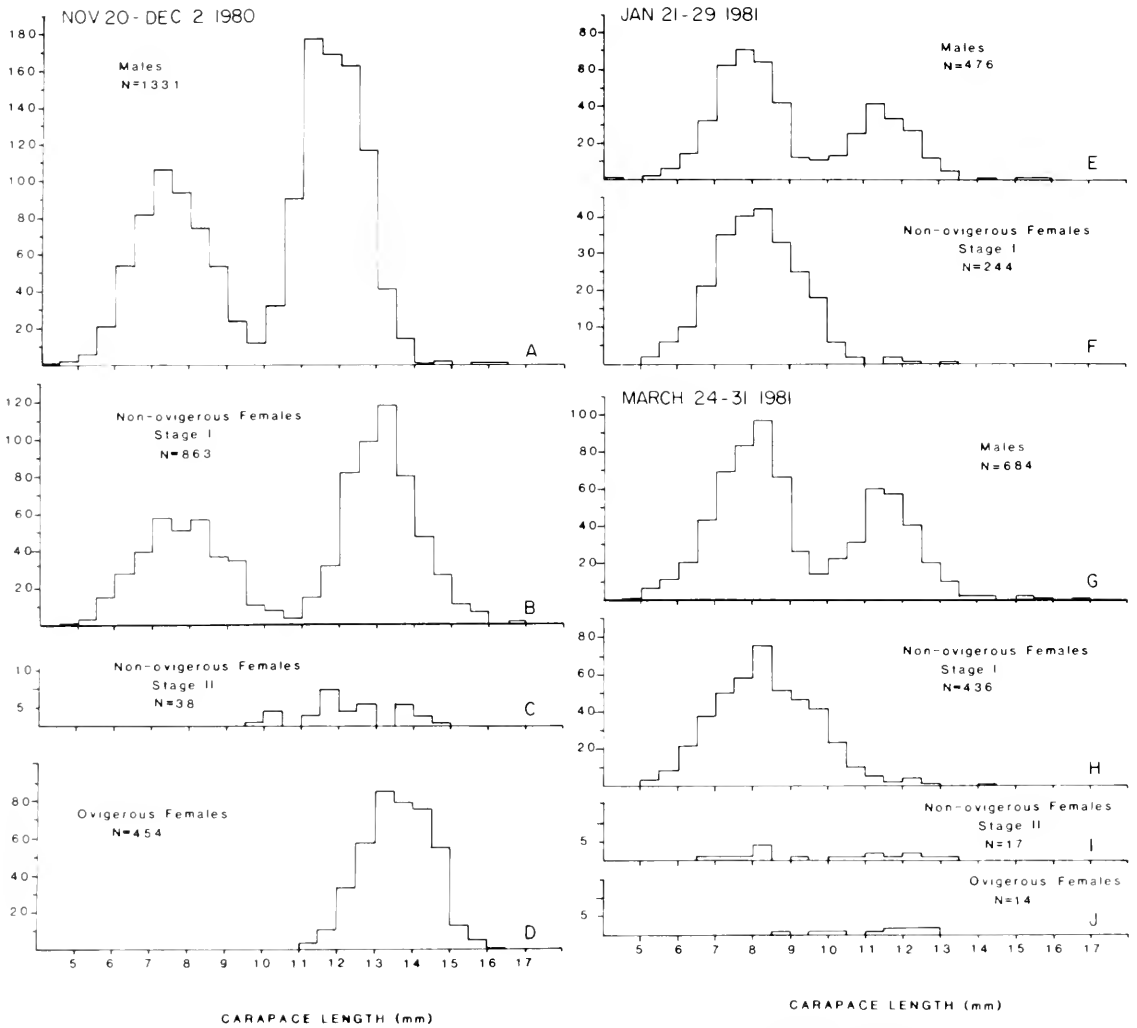 NOV 20 - DEC 2 1980
180
160
140
120
100
80
60
40
20
Males
N=1331
A
120
100
80
60
40
20
Non-ovigerous Females
Stage I
N=863
B
10
5
Non-ovigerous Females
Stage II
N=38
C
80
60
40
20
Ovigerous Females
N=454
D
5 6 7 8 9 10 11 12 13 14 15 16 17
CARAPACE LENGTH (mm)
JAN 21-29 1981
80
80
40
20
Males
N=476
E
40
30
20
10
Non-ovigerous Females
Stage I
N=244
F
MARCH 24-31 1981
100
80
60
40
20
Males
N=684
G
80
60
40
20
Non-ovigerous Females
Stage I
N=436
H
5
Non-ovigerous Females
Stage II
N=17
I
5
Ovigerous Females
N=14
J
5 6 7 8 9 10 11 12 13 14 15 16 17
CARAPACE LENGTH (mm)